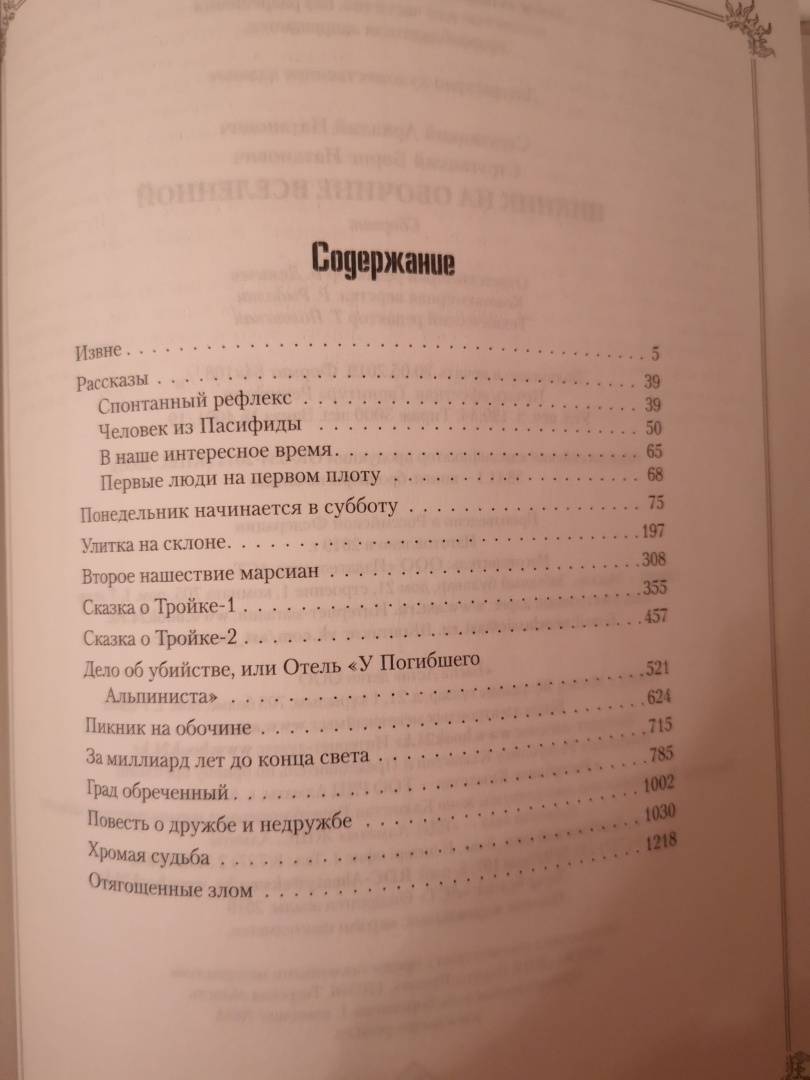 Содержание
Извне . . . . . . . . . . . . . . . . . . . . 5
Рассказы . . . . . . . . . . . . . . . . . . . . 39
Спонтанный рефлекс . . . . . . . . . . . . . . . . . . . . 39
Человек из Пасифиды . . . . . . . . . . . . . . . . . . . . 50
В наше интересное время . . . . . . . . . . . . . . . . . . . . 65
Первые люди на первом плоту . . . . . . . . . . . . . . . . . . . . 68
Понедельник начинается в субботу . . . . . . . . . . . . . . . . . . . . 75
Улитка на склоне . . . . . . . . . . . . . . . . . . . . 197
Второе нашествие марсиан . . . . . . . . . . . . . . . . . . . . 308
Сказка о Тройке-1 . . . . . . . . . . . . . . . . . . . . 355
Сказка о Тройке-2 . . . . . . . . . . . . . . . . . . . . 457
Дело об убийстве, или Отель «У Погибшего
Альпиниста» . . . . . . . . . . . . . . . . . . . . 521
Пикник на обочине . . . . . . . . . . . . . . . . . . . . 624
За миллиард лет до конца света . . . . . . . . . . . . . . . . . . . . 715
Град обреченный . . . . . . . . . . . . . . . . . . . . 785
Повесть о дружбе и недружбе . . . . . . . . . . . . . . . . . . . . 1002
Хромая судьба . . . . . . . . . . . . . . . . . . . . 1030
Отягощенные злом . . . . . . . . . . . . . . . . . . . . 1218